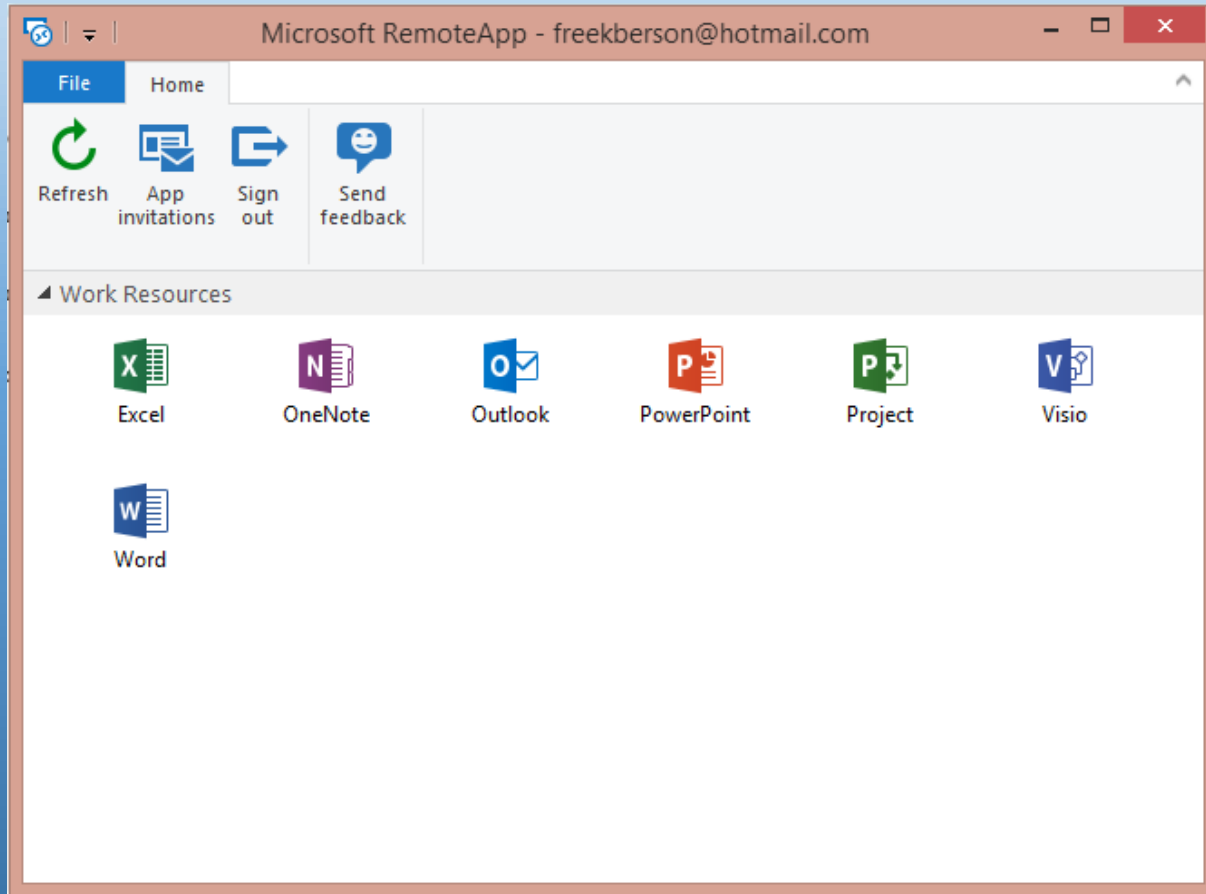 Microsoft RemoteApp - freekberson@hotmail.com
File Home
Refresh
App
invitations
Sign
out
Send
feedback
Work Resources
Excel
OneNote
Outlook
PowerPoint
Project
Visio
Word